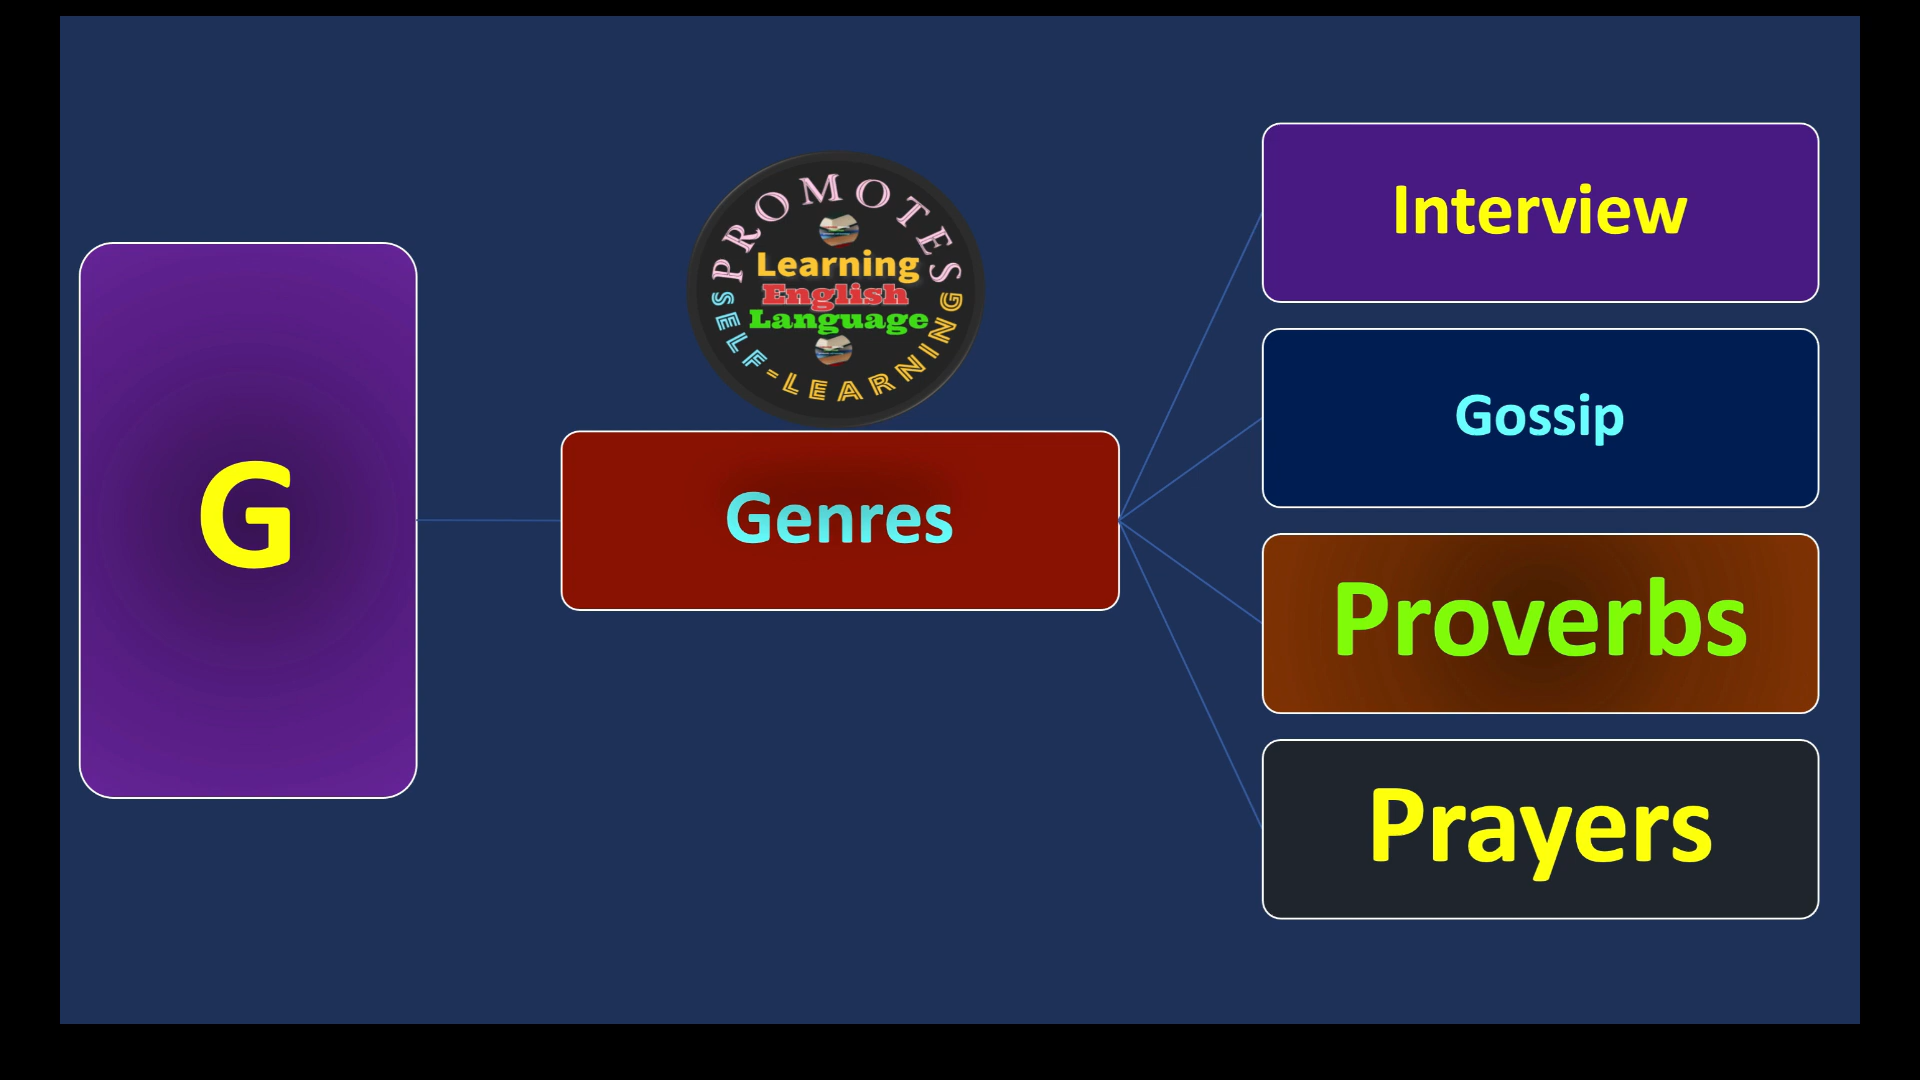 G
PROMOTES
Learning
English
Language
SELF-LEARNING
Genres
Interview
Gossip
Proverbs
Prayers